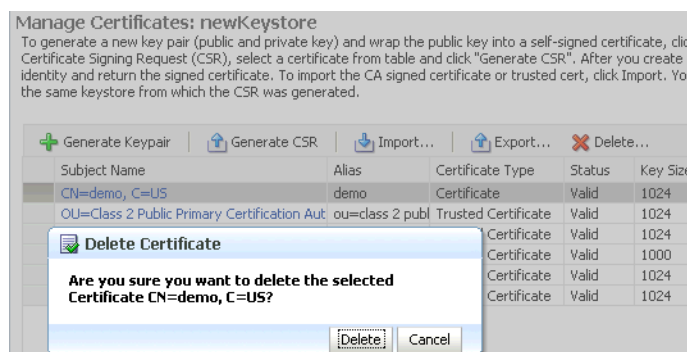 Manage Certificates: newKeystore
To generate a new key pair (public and private key) and wrap the public key into a self-signed certificate, clic
Certificate Signing Request (CSR), select a certificate from table and click "Generate CSR". After you create
identity and return the signed certificate. To import the CA signed certificate or trusted cert, click Import. Yo
the same keystore from which the CSR was generated.
Generate Keypair Generate CSR Import... Export... Delete...
Subject Name Alias Certificate Type Status Key Size
CN=demo, C=US demo Certificate Valid 1024
OU=Class 2 Public Primary Certification Aut ou=class 2 publ Trusted Certificate Valid 1024
Certificate Valid 1024
Certificate Valid 1000
Certificate Valid 1024
Certificate Valid 1024
Delete Certificate
Are you sure you want to delete the selected
Certificate CN=demo, C=US?
Delete Cancel